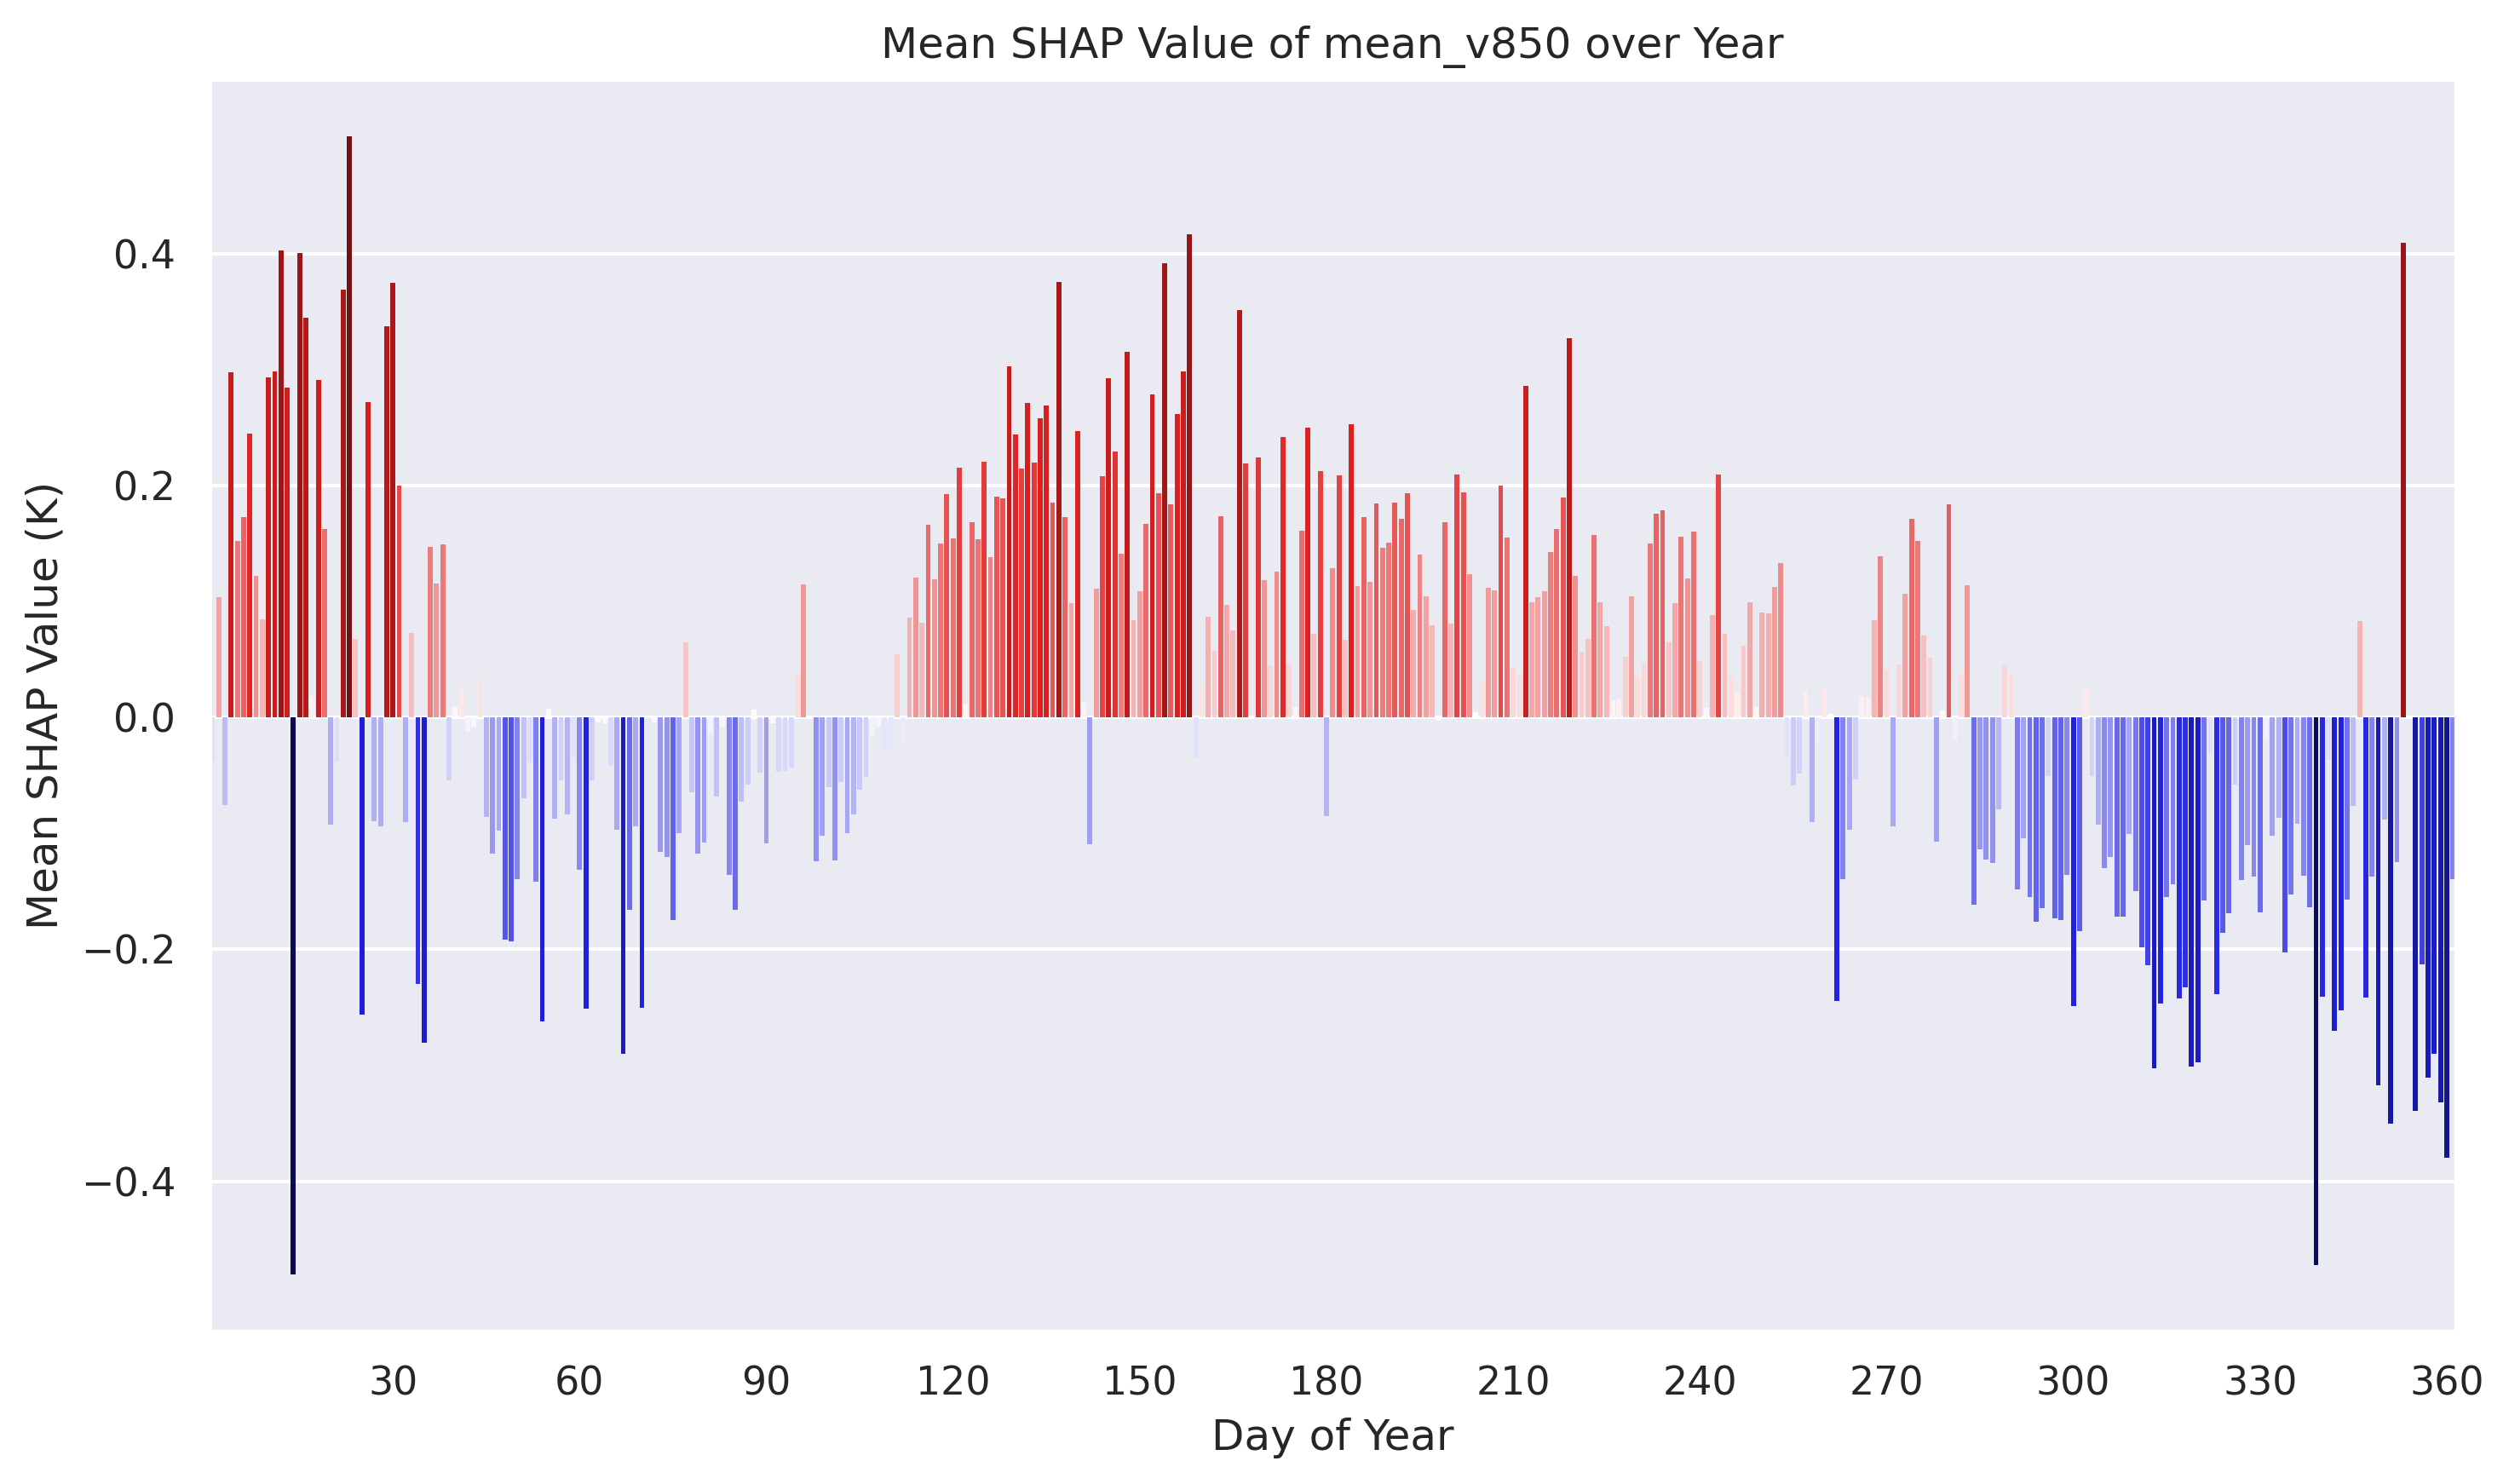 Mean SHAP Value of mean_v850 over Year
Mean SHAP Value (K)
0.4
0.2
0.0
−0.2
−0.4
30 60 90 120 150 180 210 240 270 300 330 360
Day of Year